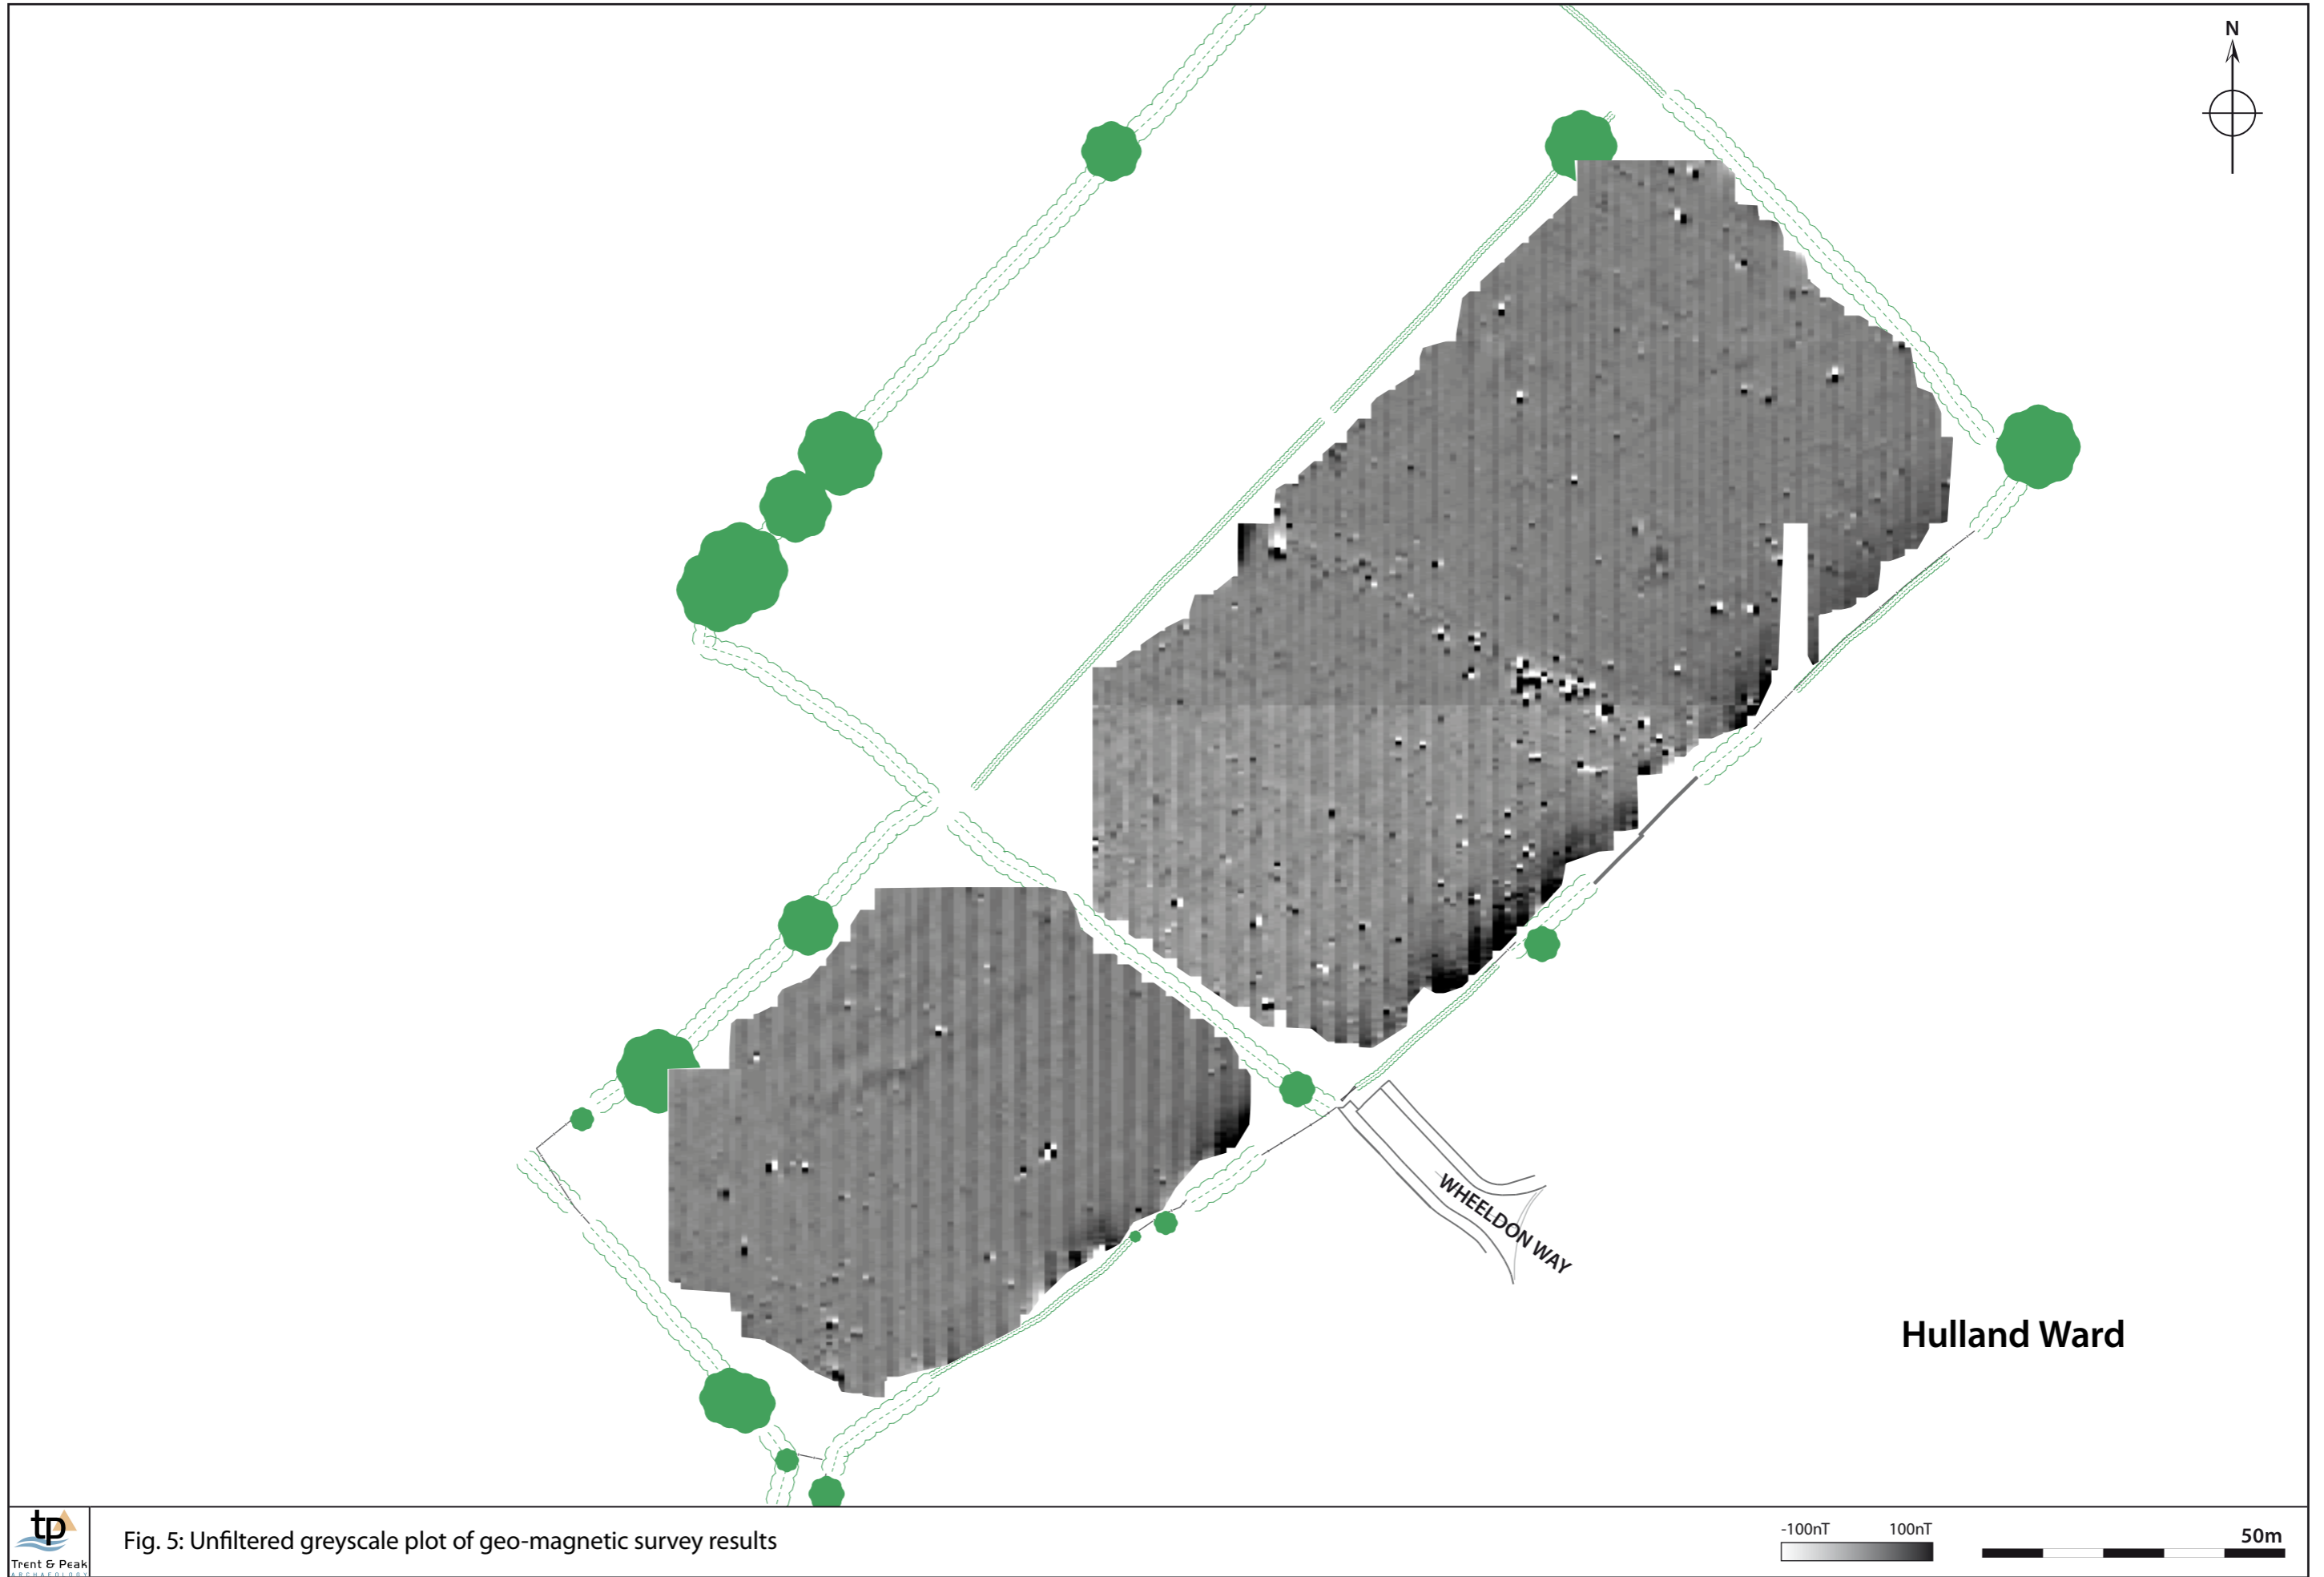 N
WHEELDON WAY
Hulland Ward
tp
Trent & Peak
ARCHAEOLOGY
Fig. 5: Unfiltered greyscale plot of geo-magnetic survey results
-100nT 100nT
50m